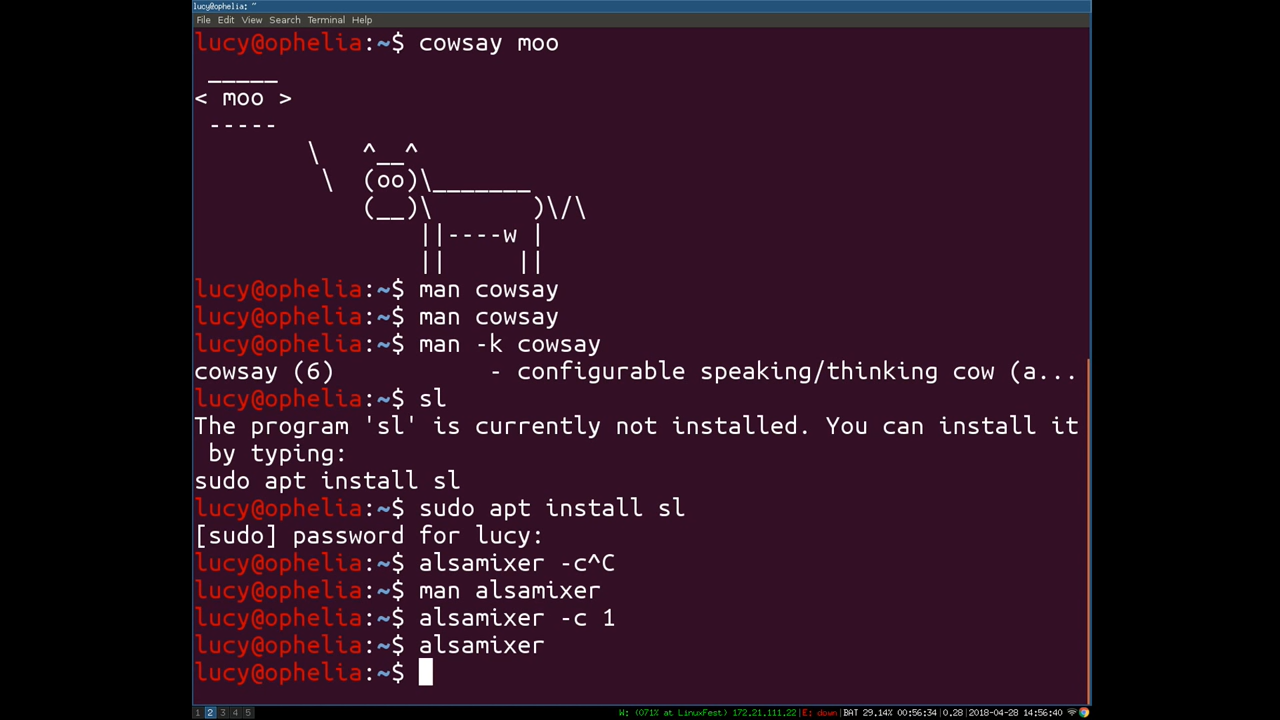 lucy@ophelia: ~
File Edit View Search Terminal Help
lucy@ophelia:~$ cowsay moo
 _____
< moo >
 -----
        \   ^__^
         \  (oo)\_______
            (__)\       )\/\
                ||----w |
                ||     ||
lucy@ophelia:~$ man cowsay
lucy@ophelia:~$ man cowsay
lucy@ophelia:~$ man -k cowsay
cowsay (6)           - configurable speaking/thinking cow (a...
lucy@ophelia:~$ sl
The program 'sl' is currently not installed. You can install it
 by typing:
sudo apt install sl
lucy@ophelia:~$ sudo apt install sl
[sudo] password for lucy:
lucy@ophelia:~$ alsamixer -c^C
lucy@ophelia:~$ man alsamixer
lucy@ophelia:~$ alsamixer -c 1
lucy@ophelia:~$ alsamixer
lucy@ophelia:~$
1 2 3 4 5 W: (071% at LinuxFest) 172.21.111.22|E: down|BAT 29.14% 00:56:34|0.28|2018-04-28 14:56:40